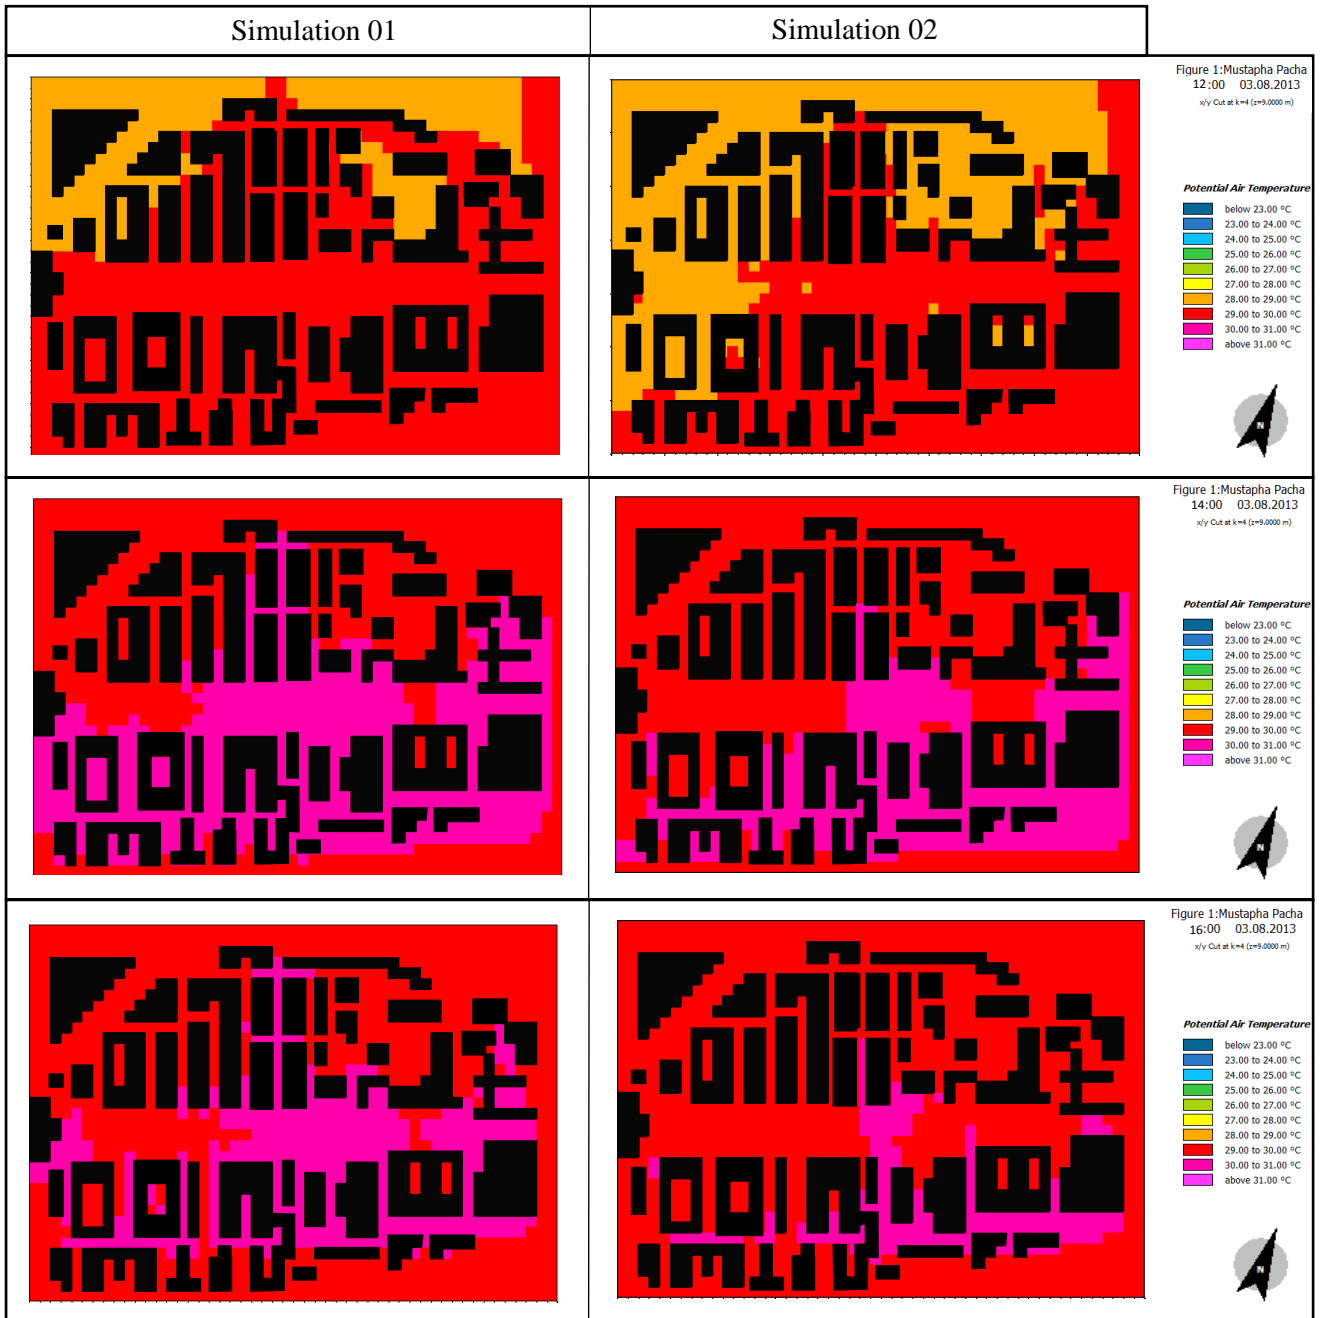 Simulation 01
Simulation 02
Figure 1:Mustapha Pacha
12:00 03.08.2013
x/y Cut at k=4 (z=9.0000 m)
Potential Air Temperature
below 23.00 °C
23.00 to 24.00 °C
24.00 to 25.00 °C
25.00 to 26.00 °C
26.00 to 27.00 °C
27.00 to 28.00 °C
28.00 to 29.00 °C
29.00 to 30.00 °C
30.00 to 31.00 °C
above 31.00 °C
N
Figure 1:Mustapha Pacha
14:00 03.08.2013
x/y Cut at k=4 (z=9.0000 m)
Potential Air Temperature
below 23.00 °C
23.00 to 24.00 °C
24.00 to 25.00 °C
25.00 to 26.00 °C
26.00 to 27.00 °C
27.00 to 28.00 °C
28.00 to 29.00 °C
29.00 to 30.00 °C
30.00 to 31.00 °C
above 31.00 °C
N
Figure 1:Mustapha Pacha
16:00 03.08.2013
x/y Cut at k=4 (z=9.0000 m)
Potential Air Temperature
below 23.00 °C
23.00 to 24.00 °C
24.00 to 25.00 °C
25.00 to 26.00 °C
26.00 to 27.00 °C
27.00 to 28.00 °C
28.00 to 29.00 °C
29.00 to 30.00 °C
30.00 to 31.00 °C
above 31.00 °C
N